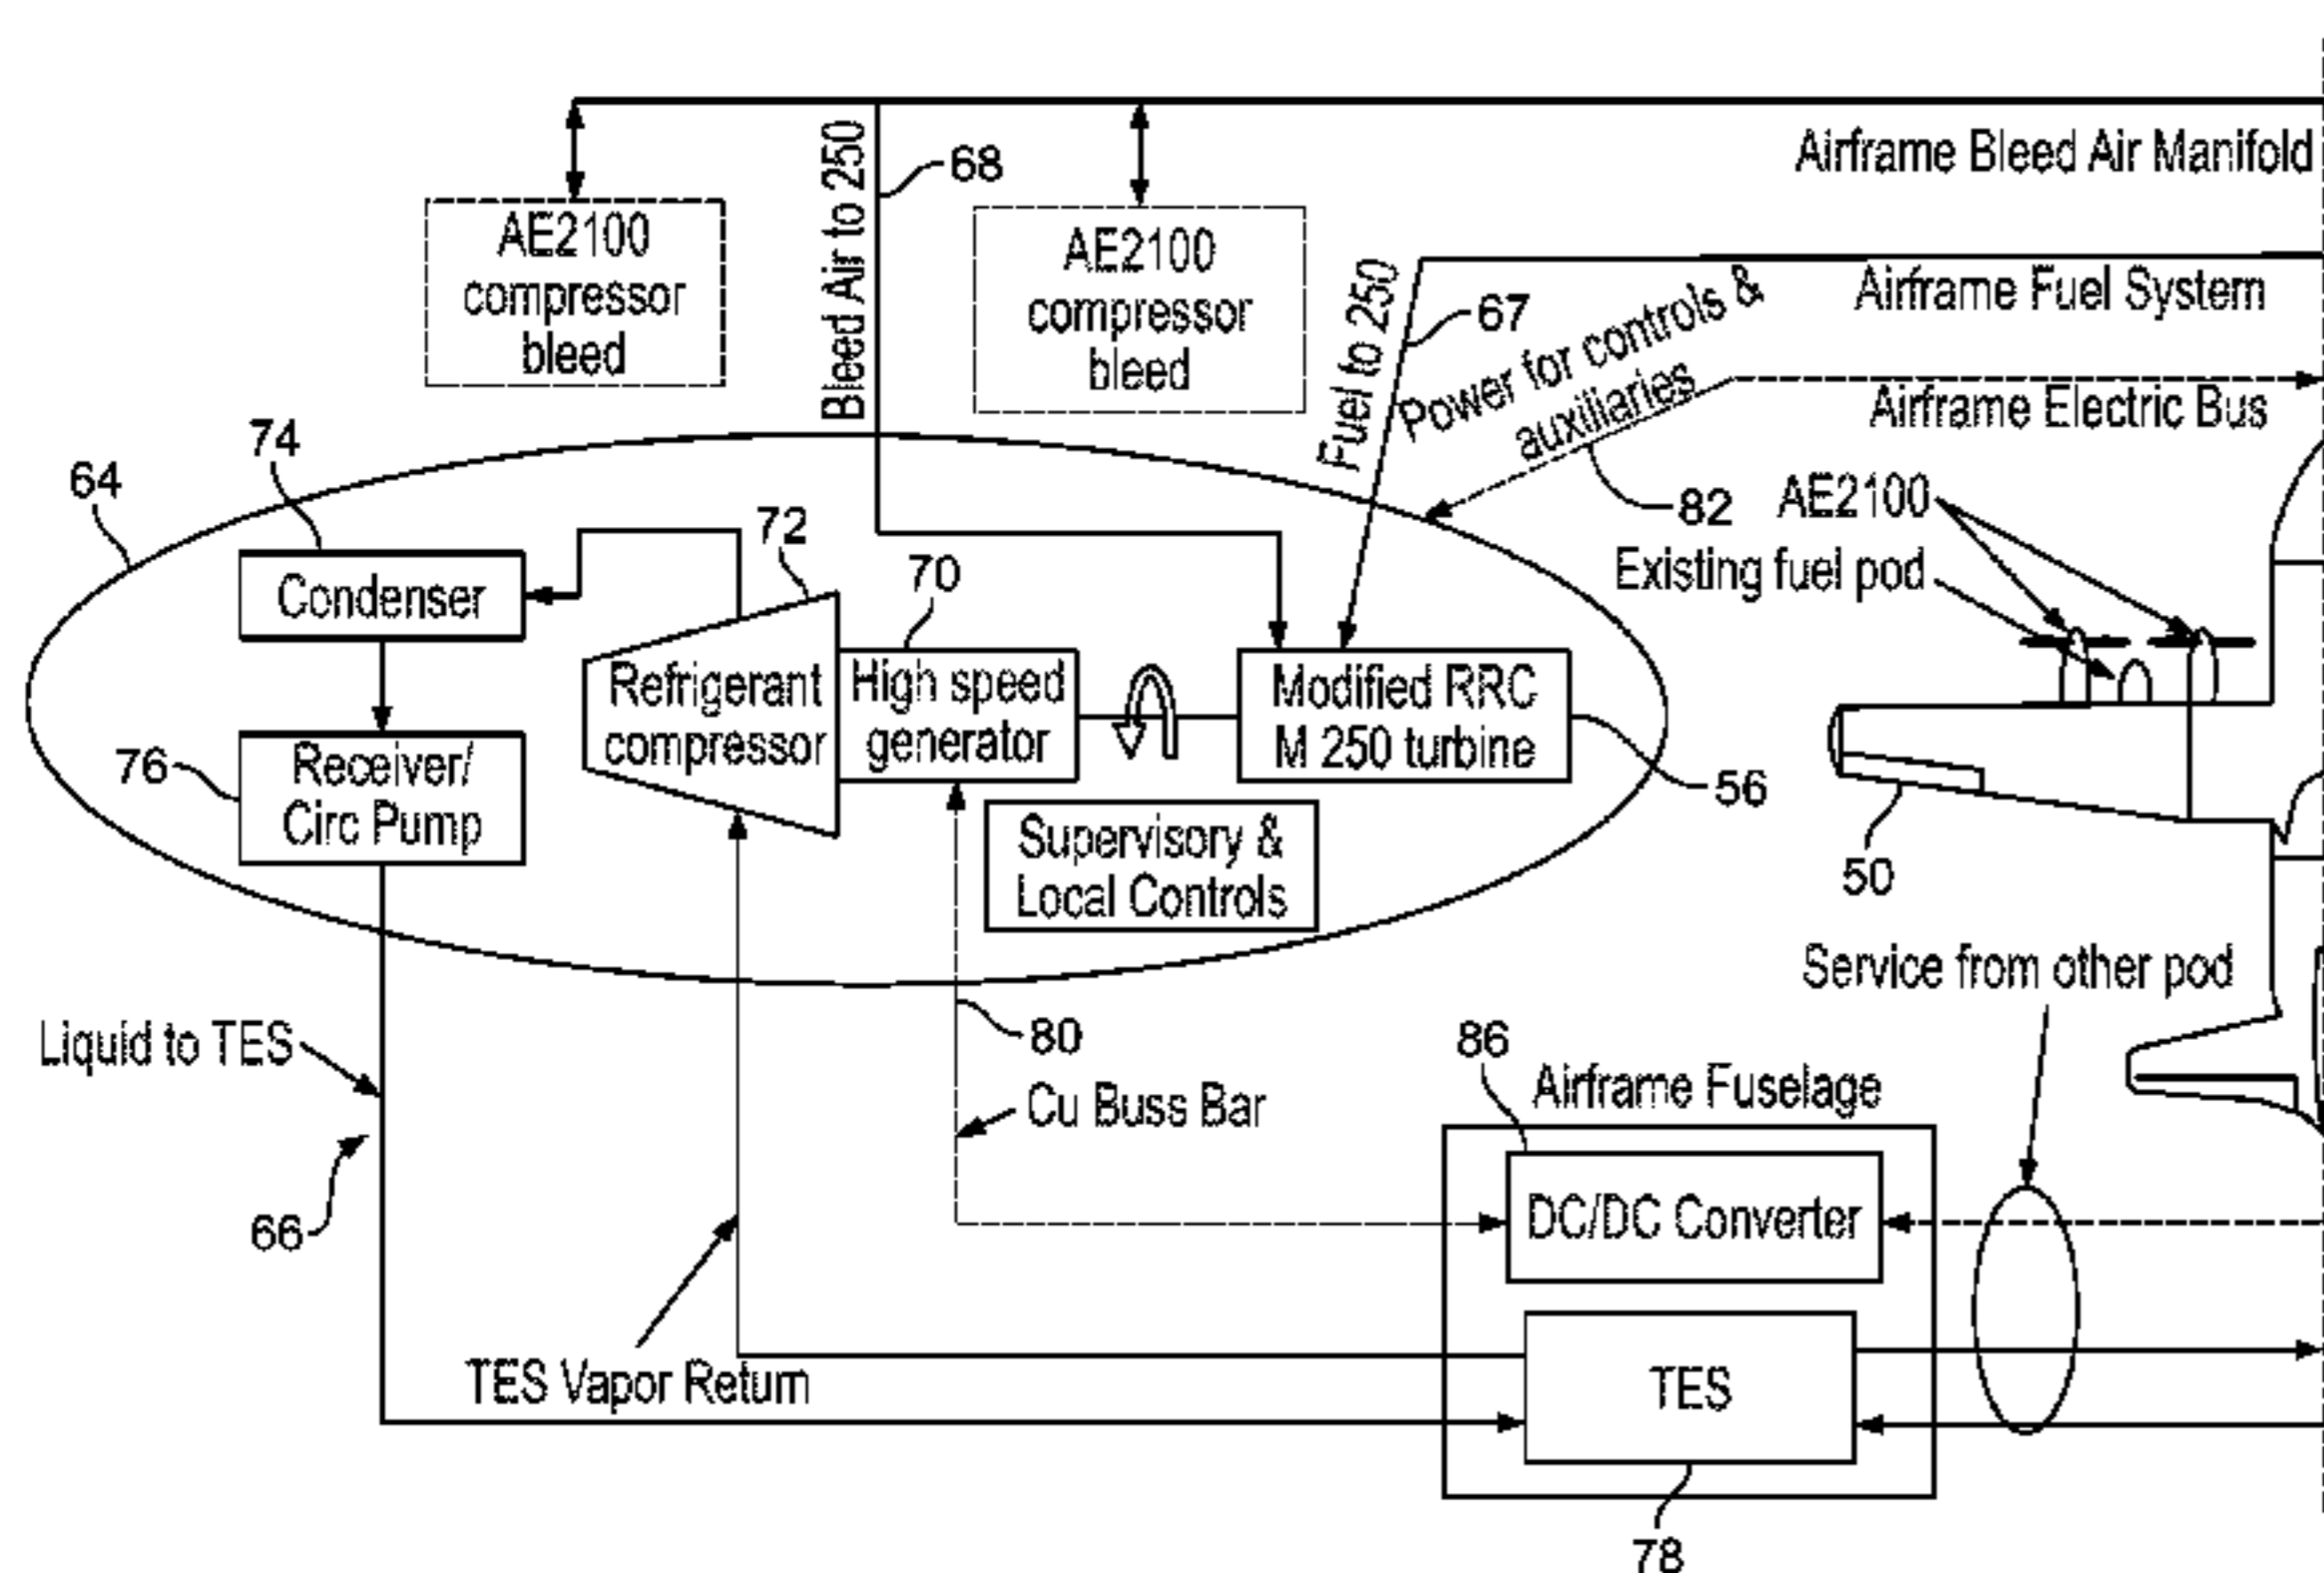 Airframe Bleed Air Manifold
Bleed Air to 250
68
AE2100
compressor
bleed
AE2100
compressor
bleed
Airframe Fuel System
Fuel to 250
67
Power for controls &
auxiliaries
82
Airframe Electric Bus
AE2100
Existing fuel pod
50
64
74
Condenser
72
70
Refrigerant
compressor
High speed
generator
Modified RRC
M 250 turbine
56
76
Receiver/
Circ Pump
Supervisory &
Local Controls
Service from other pod
Liquid to TES
66
80
Cu Buss Bar
86
Airframe Fuselage
DC/DC Converter
TES Vapor Return
TES
78